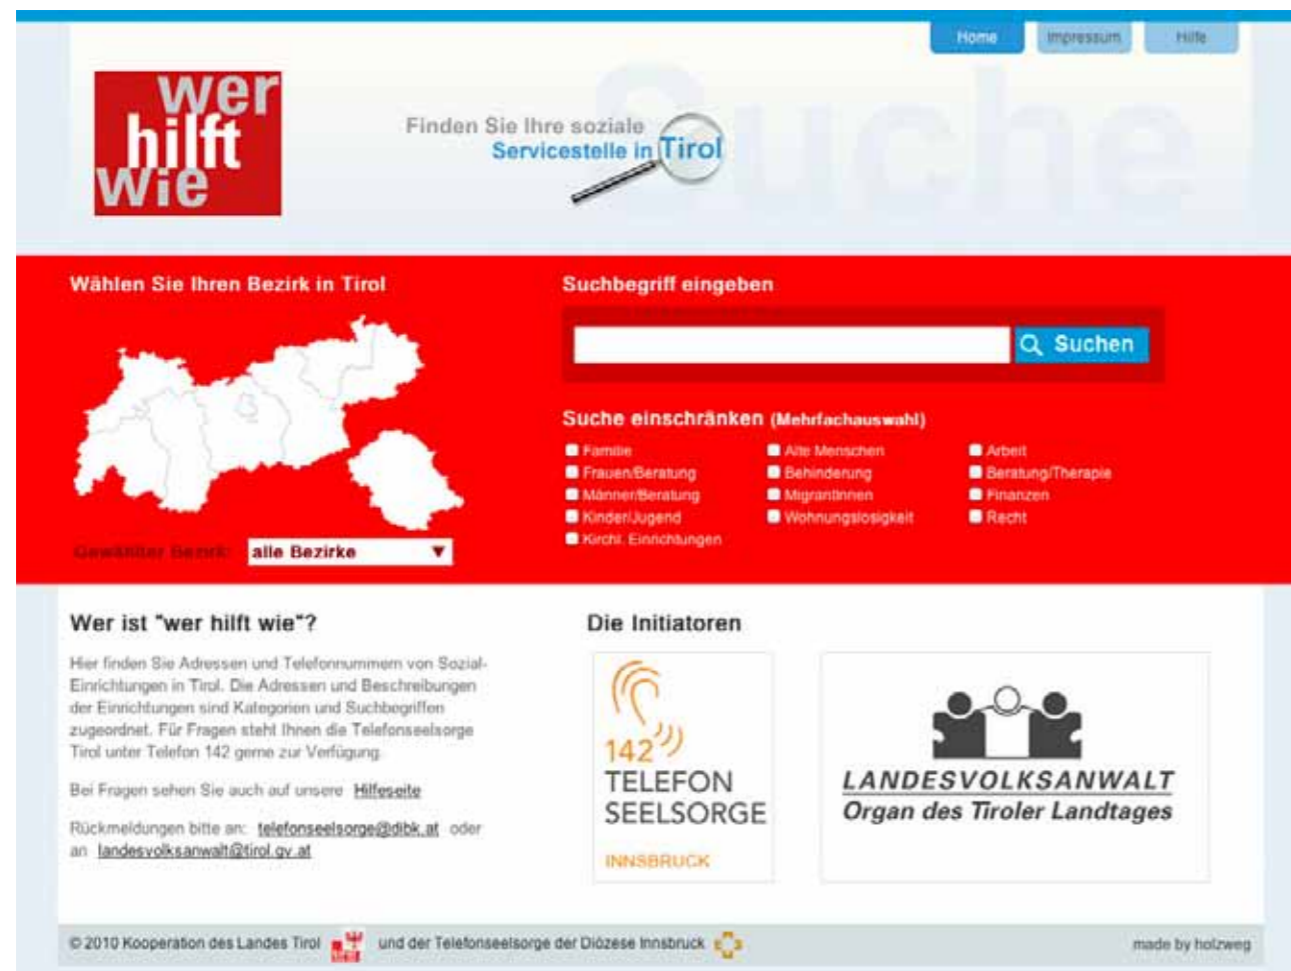 Home Impressum Hilfe
Suche
wer
hilft
wie
Finden Sie Ihre soziale
Servicestelle in Tirol
Wählen Sie Ihren Bezirk in Tirol
Gewählter Bezirk: alle Bezirke
Suchbegriff eingeben
Suchen
Suche einschränken (Mehrfachauswahl)
Familie Alte Menschen Arbeit
Frauen/Beratung Behinderung Beratung/Therapie
Männer/Beratung MigrantInnen Finanzen
Kinder/Jugend Wohnungslosigkeit Recht
Kirchl. Einrichtungen
Wer ist "wer hilft wie"?
Hier finden Sie Adressen und Telefonnummern von Sozial-
Einrichtungen in Tirol. Die Adressen und Beschreibungen
der Einrichtungen sind Kategorien und Suchbegriffen
zugeordnet. Für Fragen steht Ihnen die Telefonseelsorge
Tirol unter Telefon 142 gerne zur Verfügung.
Bei Fragen sehen Sie auch auf unsere Hilfeseite
Rückmeldungen bitte an: telefonseelsorge@dibk.at oder
an landesvolksanwalt@tirol.gv.at
Die Initiatoren
142
TELEFON
SEELSORGE
INNSBRUCK
LANDESVOLKSANWALT
Organ des Tiroler Landtages
© 2010 Kooperation des Landes Tirol und der Telefonseelsorge der Diözese Innsbruck made by holzweg